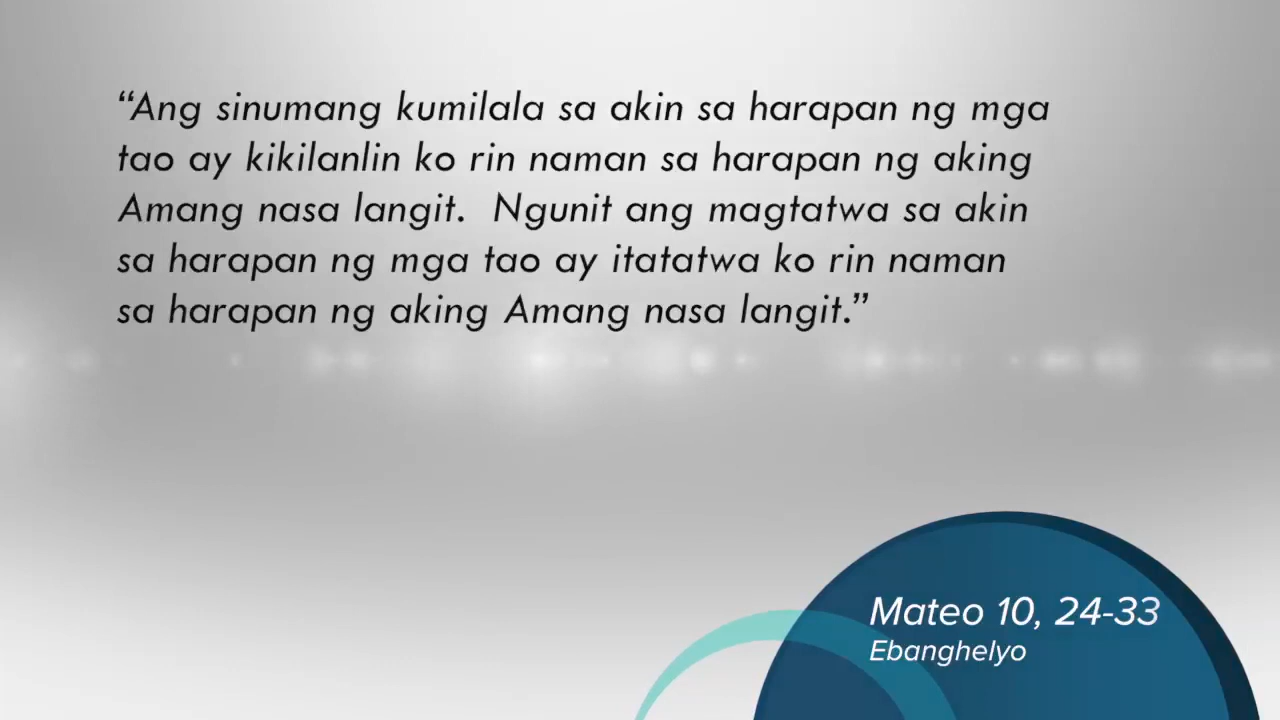 “Ang sinumang kumilala sa akin sa harapan ng mga
tao ay kikilanlin ko rin naman sa harapan ng aking
Amang nasa langit.  Ngunit ang magtatwa sa akin
sa harapan ng mga tao ay itatatwa ko rin naman
sa harapan ng aking Amang nasa langit.”
Mateo 10, 24-33
Ebanghelyo